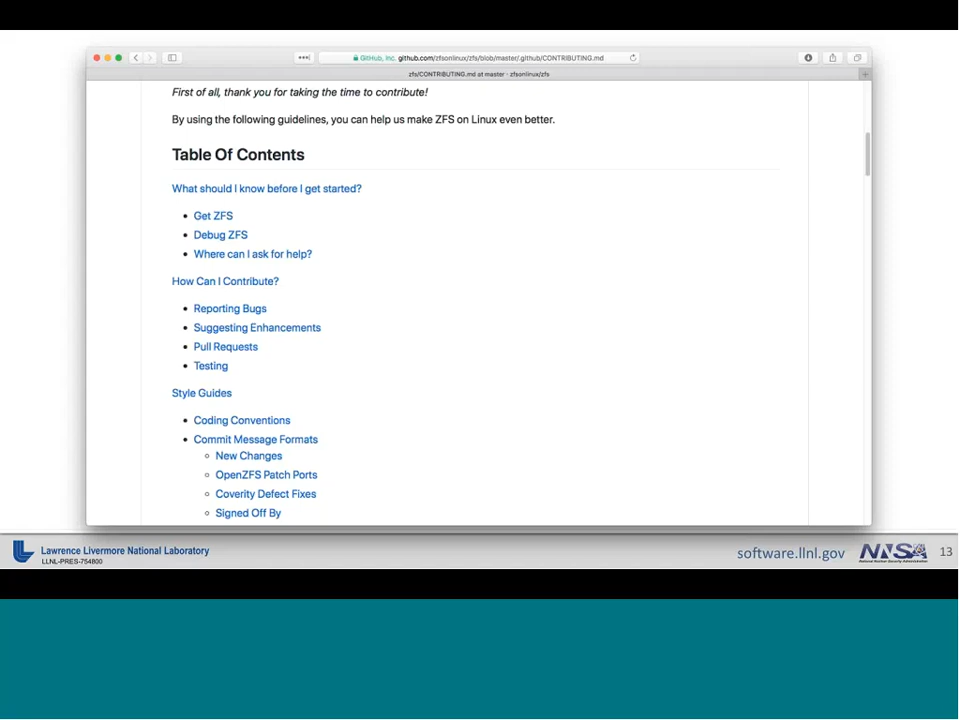 GitHub, Inc. github.com/zfsonlinux/zfs/blob/master/.github/CONTRIBUTING.md
zfs/CONTRIBUTING.md at master · zfsonlinux/zfs
First of all, thank you for taking the time to contribute!
By using the following guidelines, you can help us make ZFS on Linux even better.
Table Of Contents
What should I know before I get started?
Get ZFS
Debug ZFS
Where can I ask for help?
How Can I Contribute?
Reporting Bugs
Suggesting Enhancements
Pull Requests
Testing
Style Guides
Coding Conventions
Commit Message Formats
New Changes
OpenZFS Patch Ports
Coverity Defect Fixes
Signed Off By
Lawrence Livermore National Laboratory
LLNL-PRES-754800
software.llnl.gov
NNSA
National Nuclear Security Administration
13